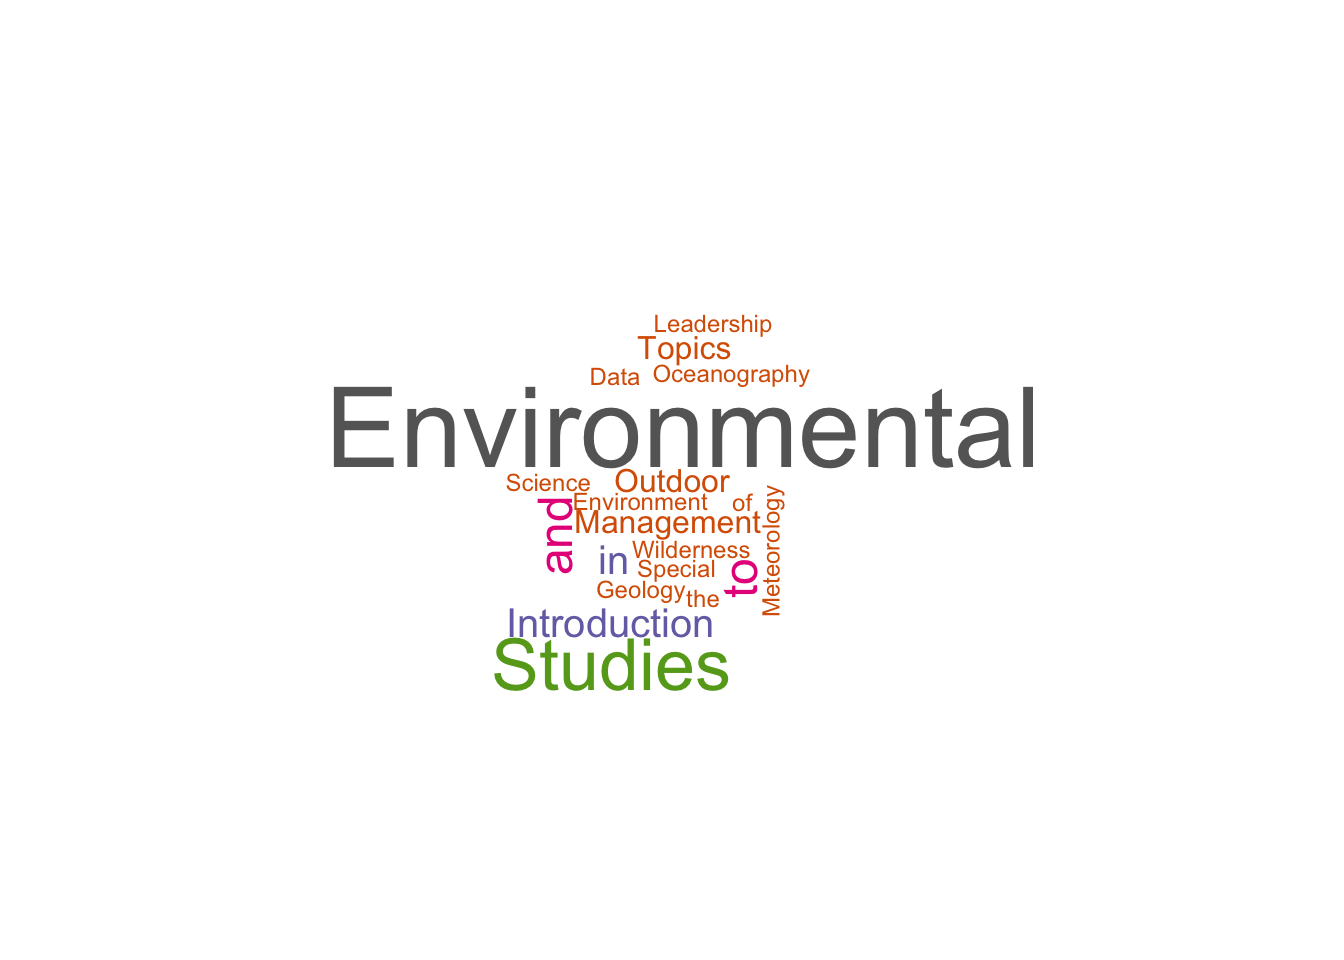 Leadership
Topics
Data
Oceanography
Environmental
Science
Outdoor
Environment
of
and
Management
Meteorology
in
Wilderness
Special
to
Geology
the
Introduction
Studies